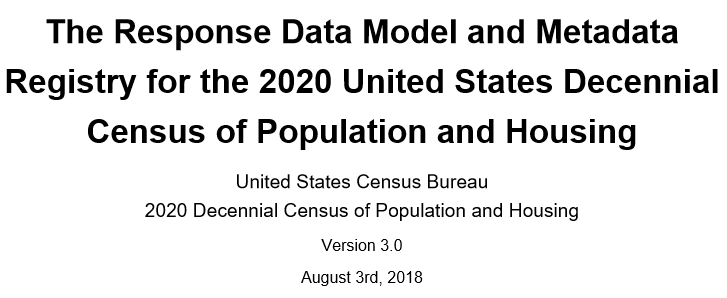 The Response Data Model and Metadata
Registry for the 2020 United States Decennial
Census of Population and Housing
United States Census Bureau
2020 Decennial Census of Population and Housing
Version 3.0
August 3rd, 2018